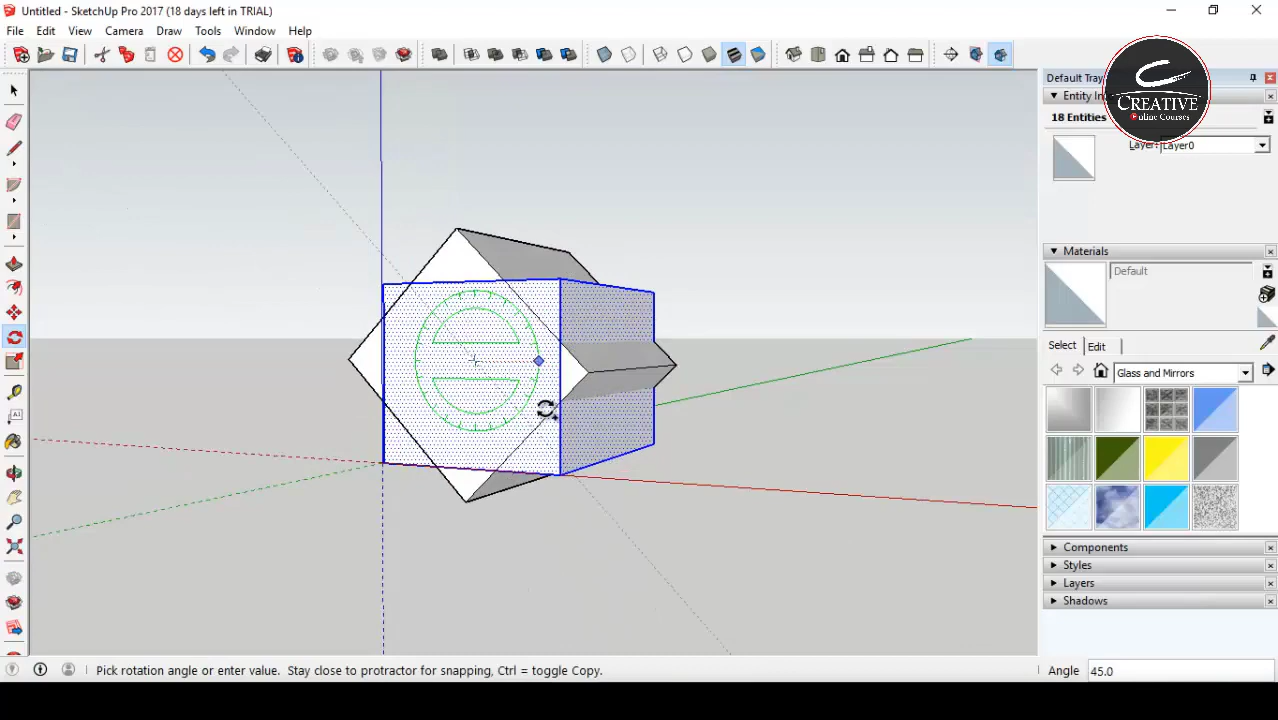 Untitled - SketchUp Pro 2017 (18 days left in TRIAL)
File Edit View Camera Draw Tools Window Help
Default Tray
Entity In
18 Entities
Layer: Layer0
CREATIVE
Online Courses
Materials
Default
Select Edit
Glass and Mirrors
Components
Styles
Layers
Shadows
Pick rotation angle or enter value. Stay close to protractor for snapping, Ctrl = toggle Copy.
Angle 45.0